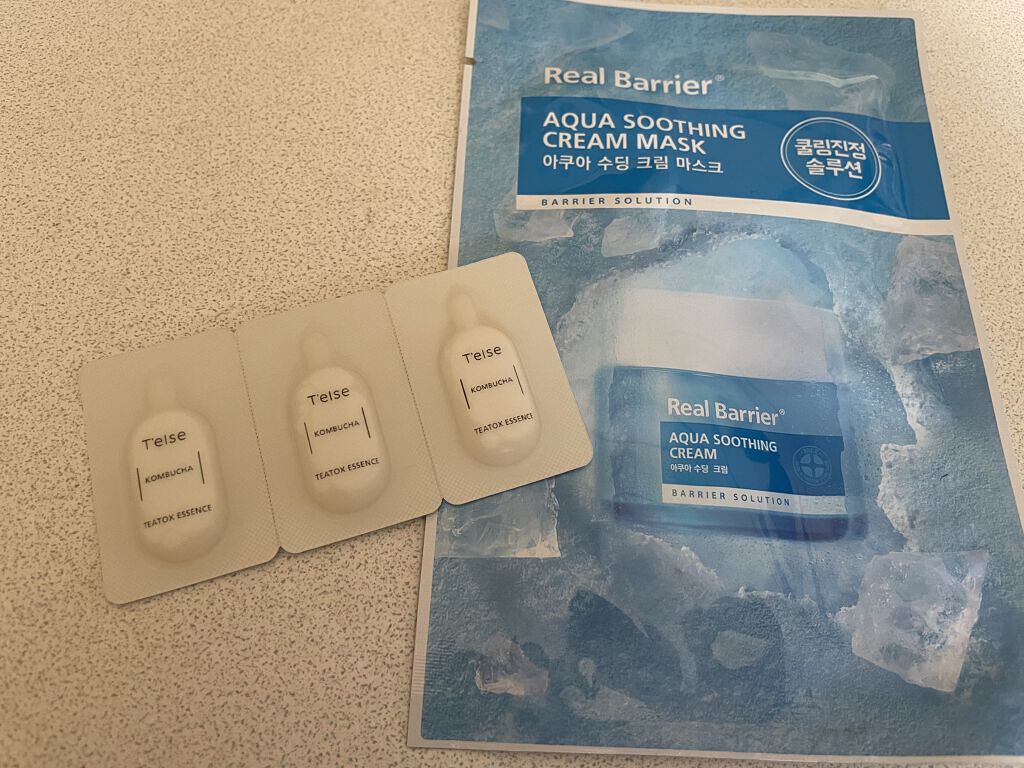 Real Barrier®
AQUA SOOTHING
CREAM MASK
아쿠아 수딩 크림 마스크
BARRIER SOLUTION
쿨링진정
솔루션
Real Barrier®
AQUA SOOTHING
CREAM
아쿠아 수딩 크림
BARRIER SOLUTION
T'else
KOMBUCHA
TEATOX ESSENCE
T'else
KOMBUCHA
TEATOX ESSENCE
T'else
KOMBUCHA
TEATOX ESSENCE